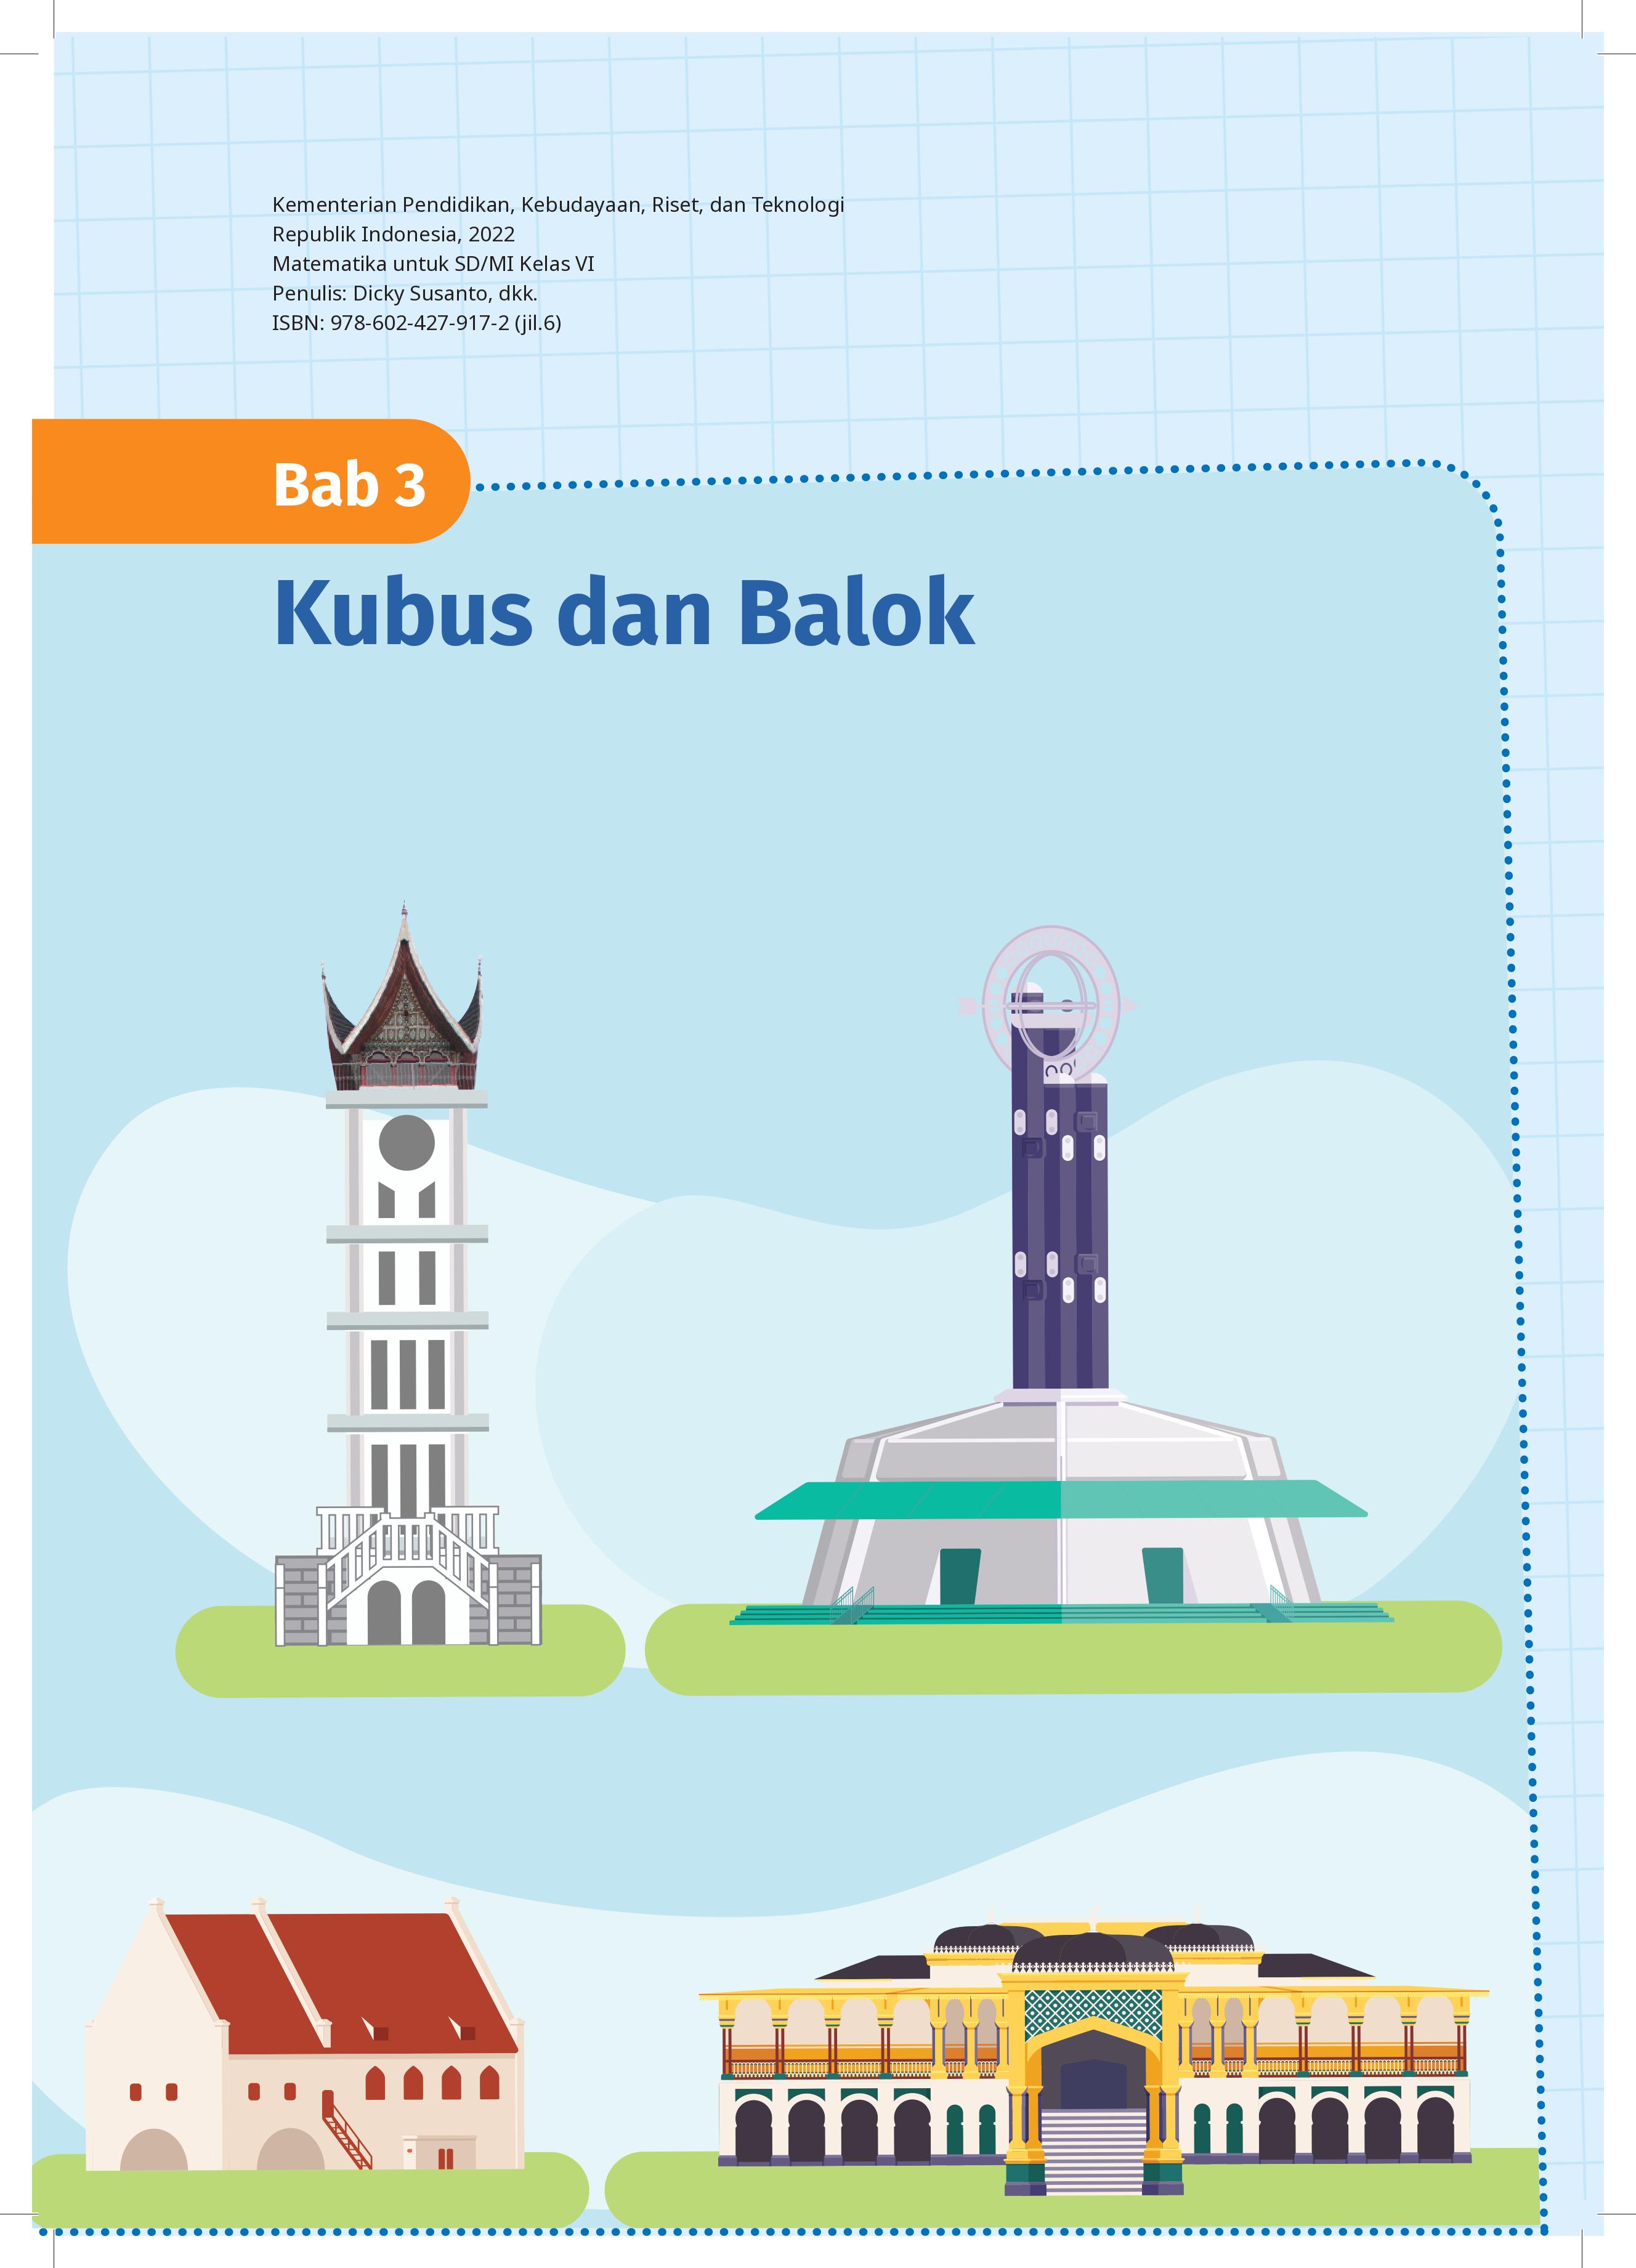 Kementerian Pendidikan, Kebudayaan, Riset, dan Teknologi
Republik Indonesia, 2022
Matematika untuk SD/MI Kelas VI
Penulis: Dicky Susanto, dkk.
ISBN: 978-602-427-917-2 (jil.6)
Bab 3
Kubus dan Balok